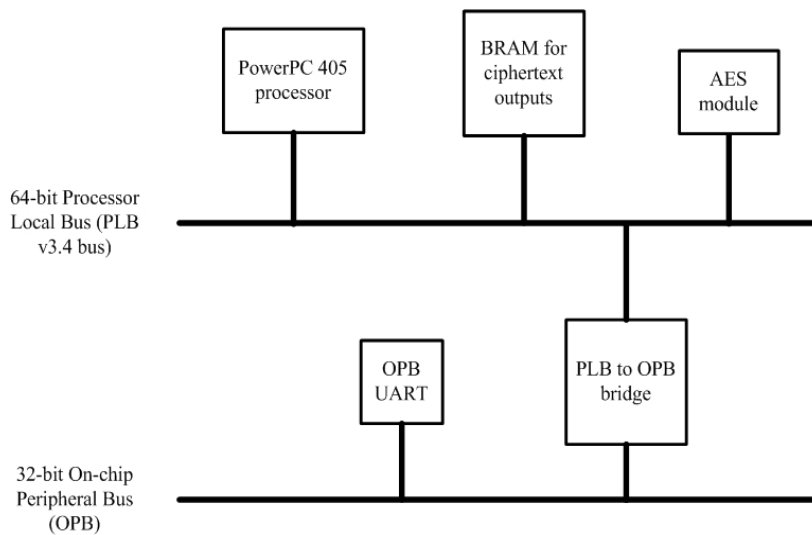 PowerPC 405
processor
BRAM for
ciphertext
outputs
AES
module
64-bit Processor
Local Bus (PLB
v3.4 bus)
OPB
UART
PLB to OPB
bridge
32-bit On-chip
Peripheral Bus
(OPB)